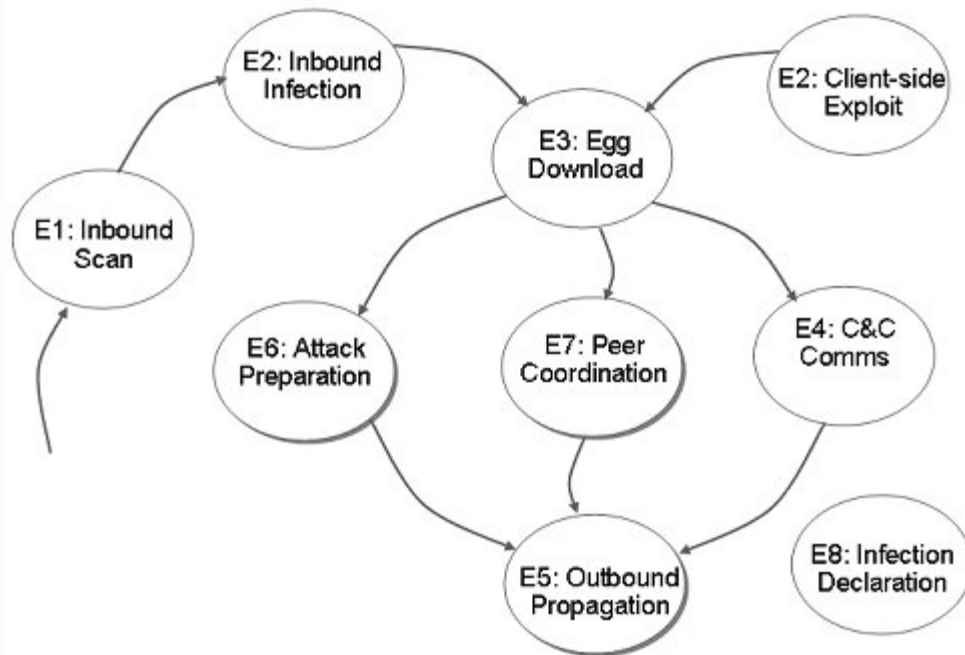 E2: Inbound
Infection
E2: Client-side
Exploit
E3: Egg
Download
E1: Inbound
Scan
E6: Attack
Preparation
E7: Peer
Coordination
E4: C&C
Comms
E5: Outbound
Propagation
E8: Infection
Declaration